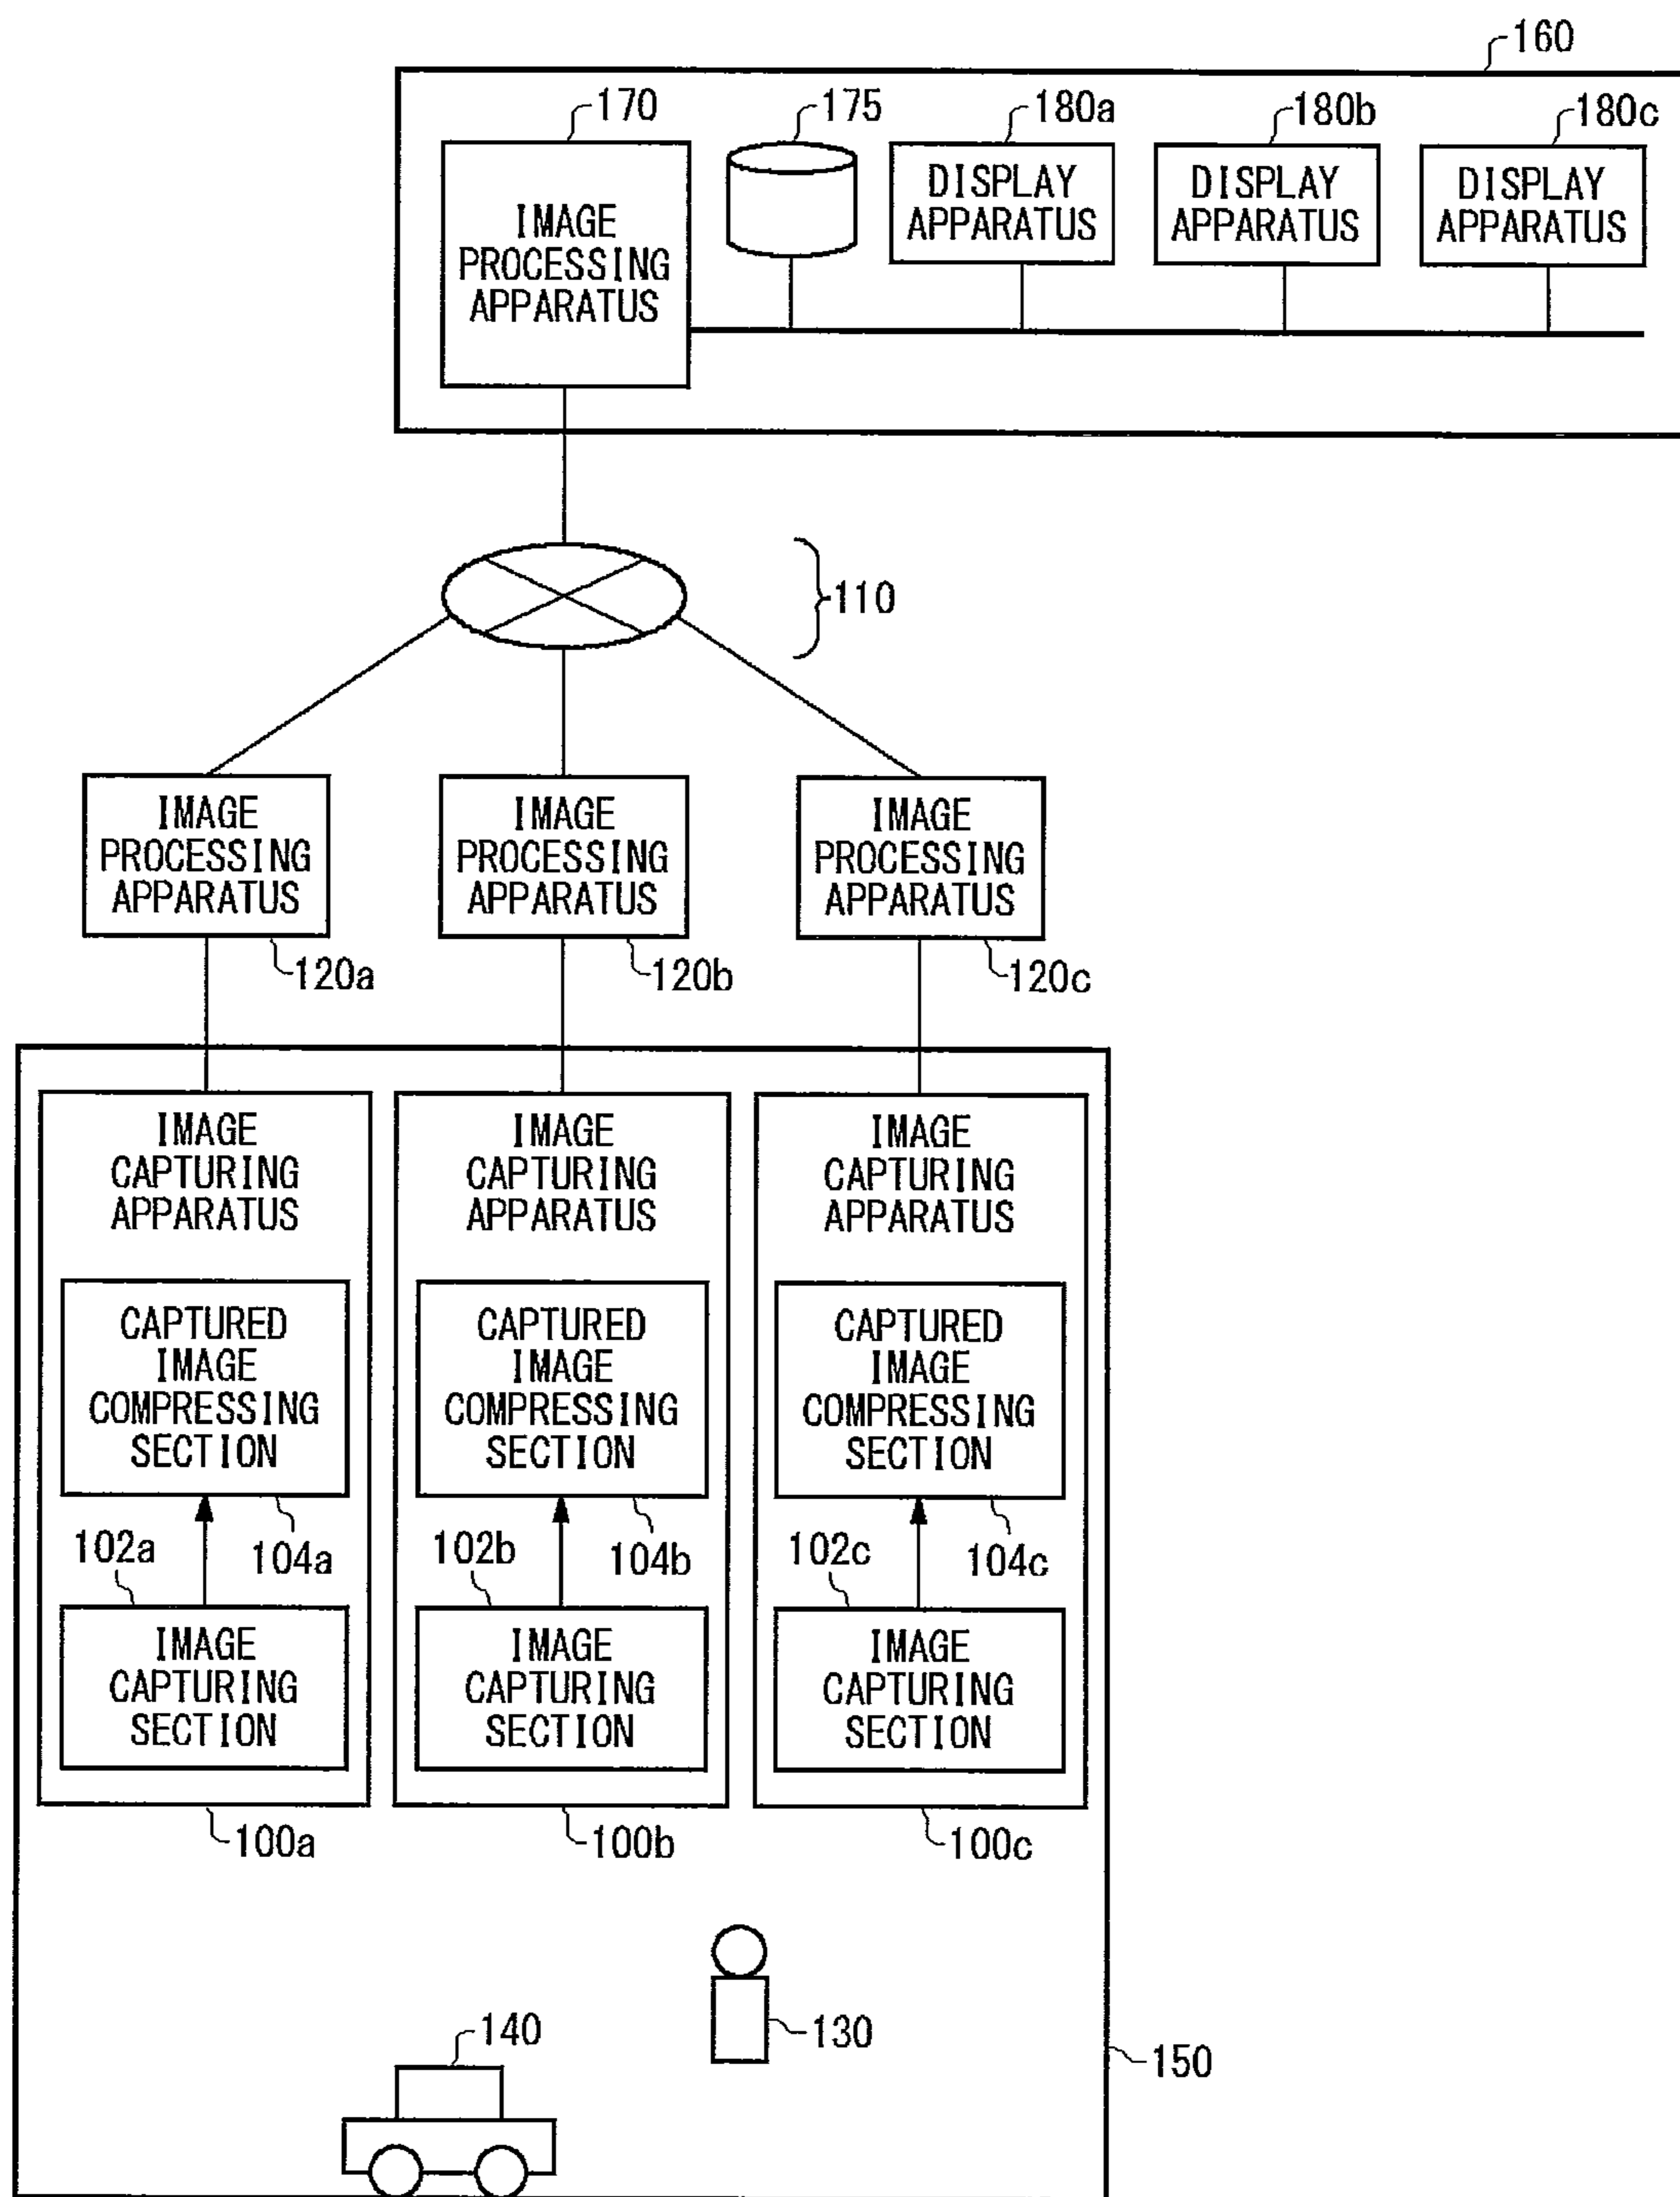 160
170
175
180a
180b
180c
IMAGE
PROCESSING
APPARATUS
DISPLAY
APPARATUS
DISPLAY
APPARATUS
DISPLAY
APPARATUS
110
IMAGE
PROCESSING
APPARATUS
IMAGE
PROCESSING
APPARATUS
IMAGE
PROCESSING
APPARATUS
120a
120b
120c
IMAGE
CAPTURING
APPARATUS
CAPTURED
IMAGE
COMPRESSING
SECTION
102a
104a
IMAGE
CAPTURING
SECTION
100a
IMAGE
CAPTURING
APPARATUS
CAPTURED
IMAGE
COMPRESSING
SECTION
102b
104b
IMAGE
CAPTURING
SECTION
100b
IMAGE
CAPTURING
APPARATUS
CAPTURED
IMAGE
COMPRESSING
SECTION
102c
104c
IMAGE
CAPTURING
SECTION
100c
130
140
150